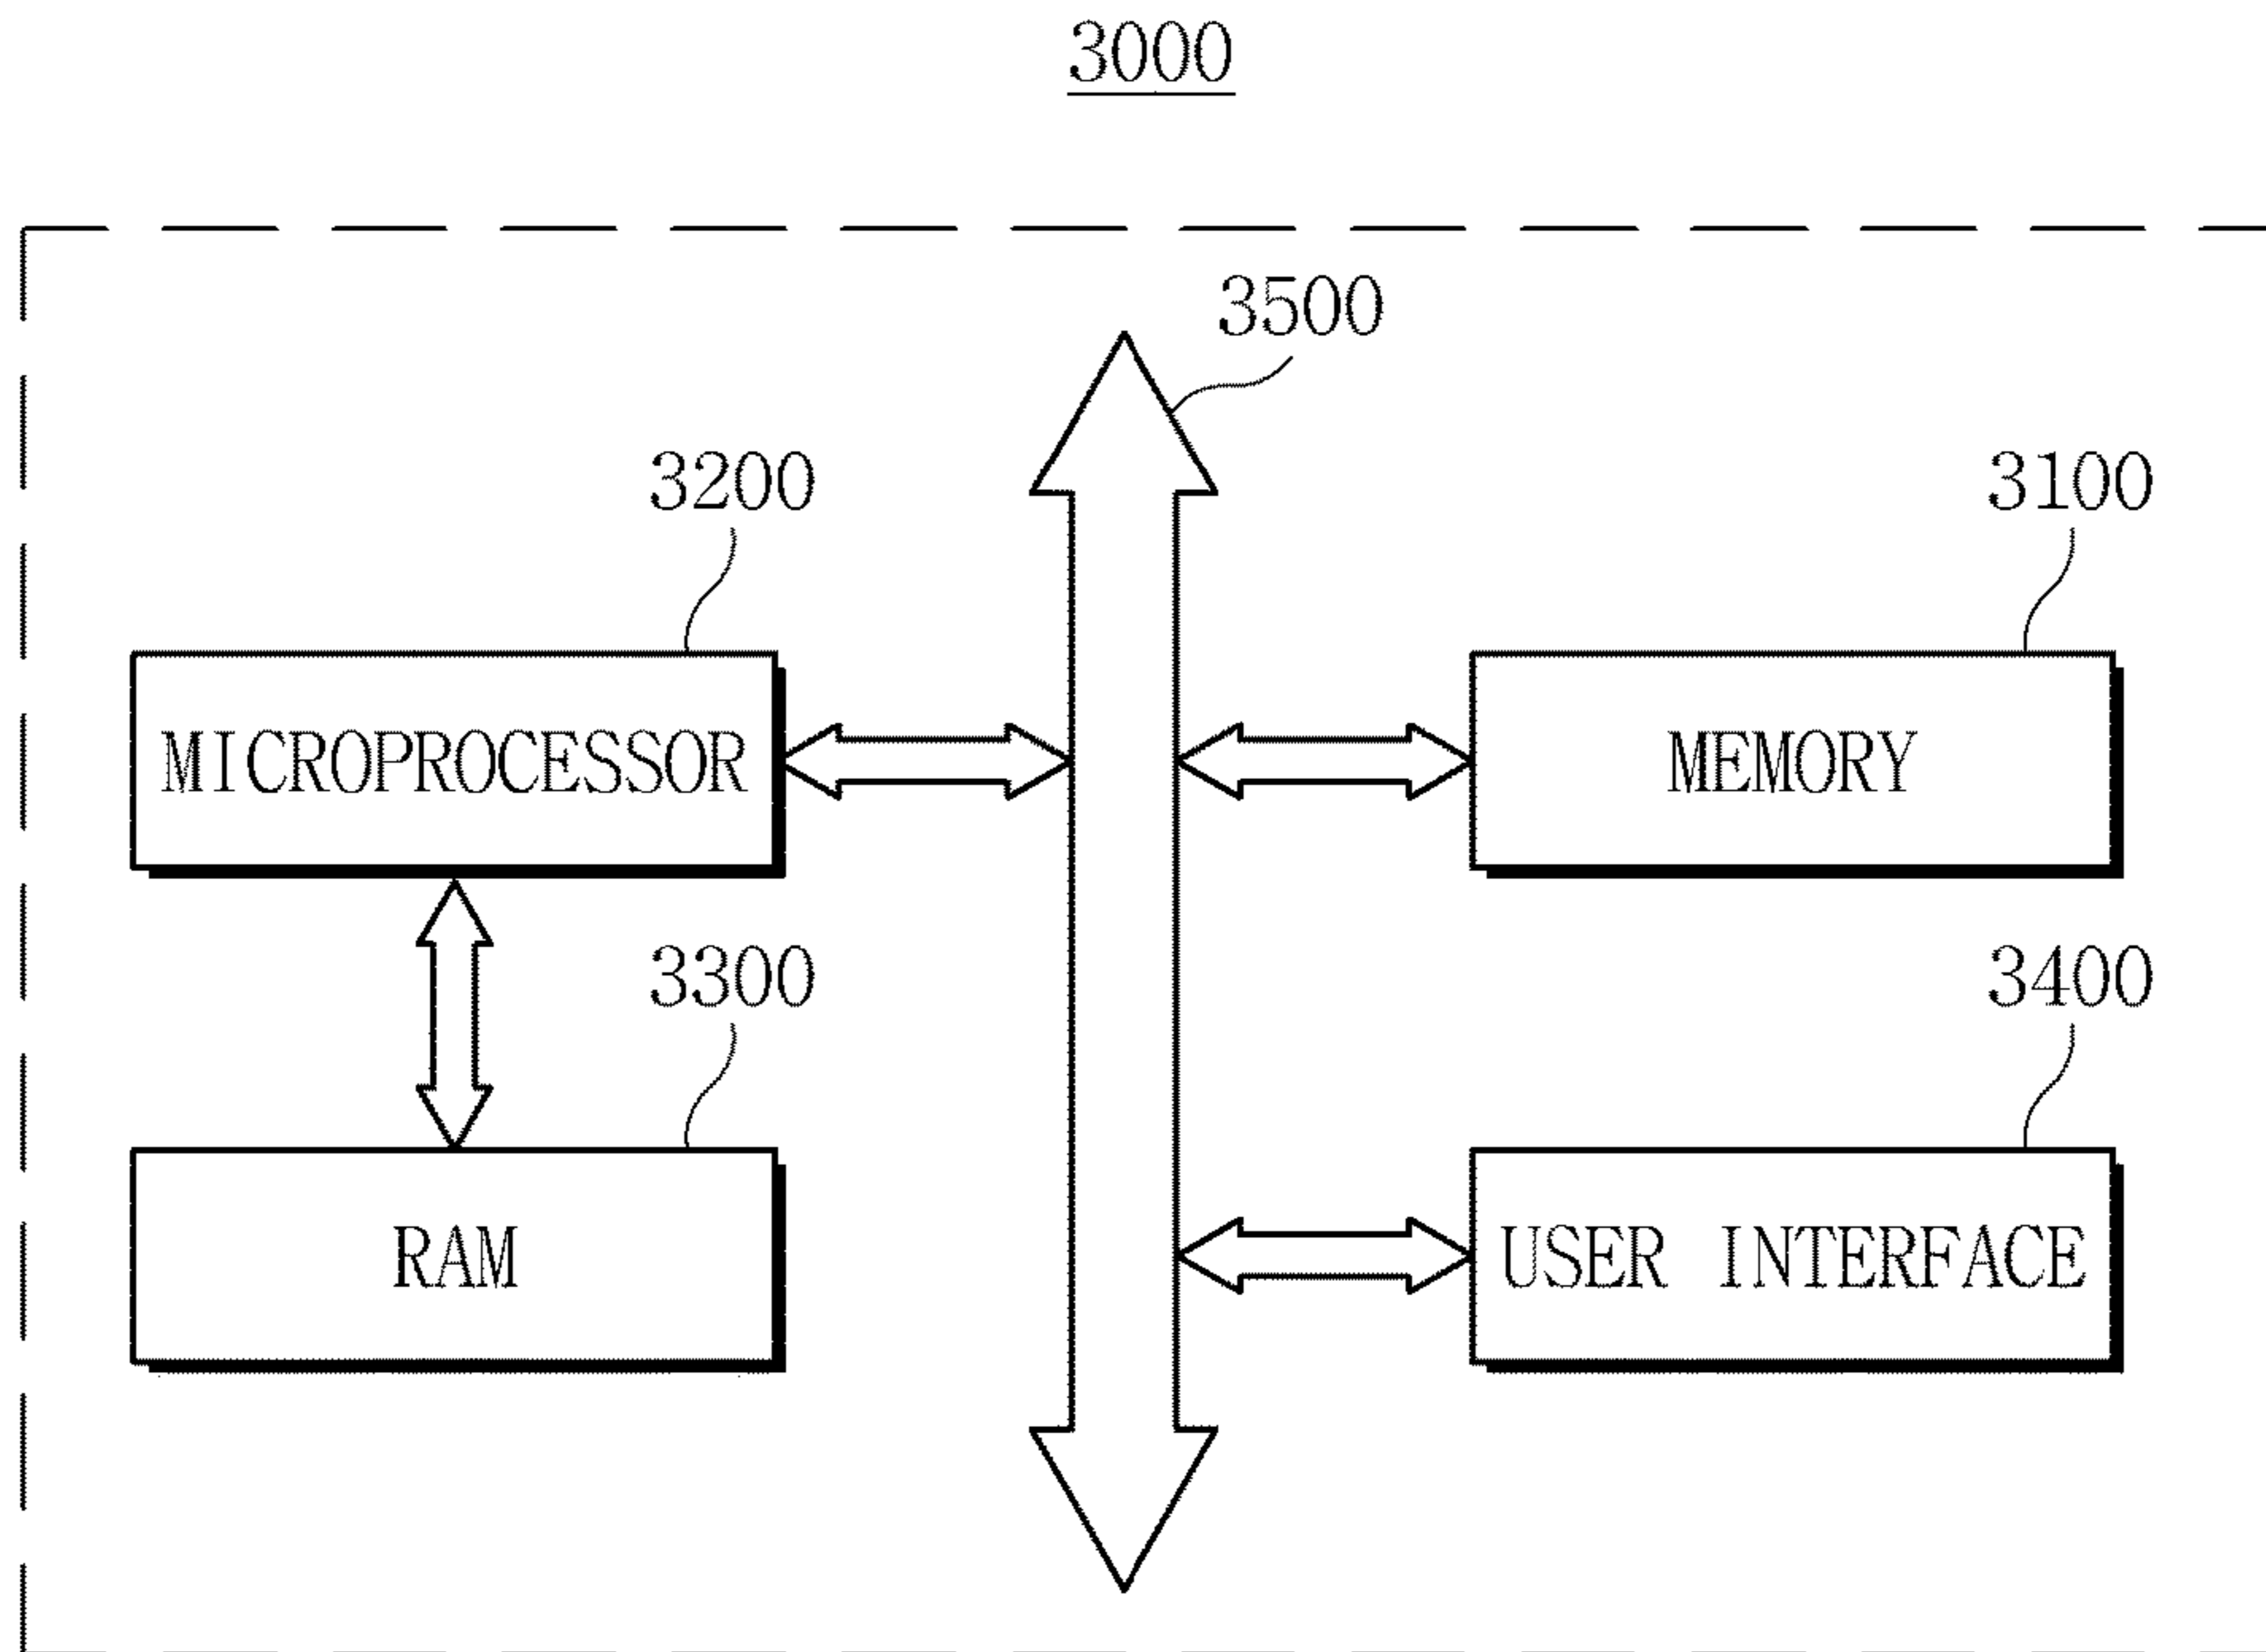 3000
3500
3200
3100
MICROPROCESSOR
MEMORY
3300
3400
RAM
USER INTERFACE